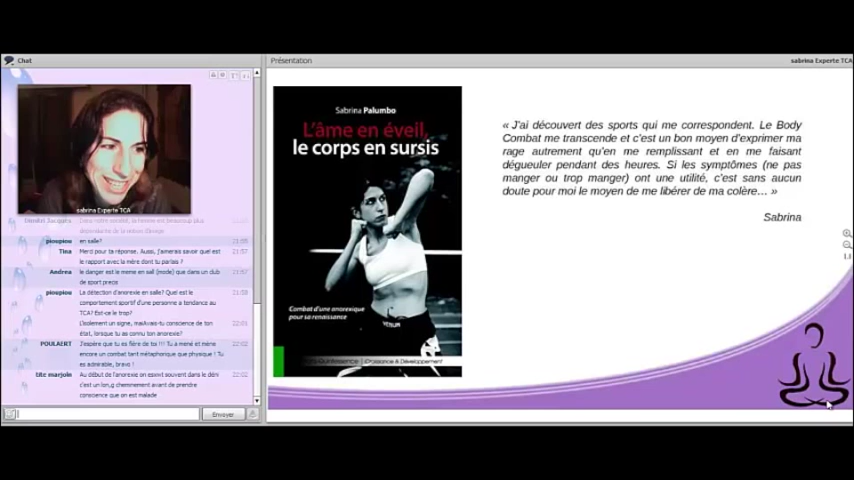 Chat
sabrina Experte TCA
pioupiou en salle? 21:56
Tina Merci pour ta réponse. Aussi, j'aimerais savoir quel est 21:57
le rapport avec la mère dont tu parlais ?
Andrea le danger est le meme en sall (mode) que dans un club 21:57
de sport preçs
pioupiou La détection d'anorexie en salle? Quel est le 21:59
comportement sportif d'une personne a tendance au
TCA? Est-ce le trop?
L'isolement un signe, maiAvais-tu conscience de ton 22:01
état, lorsque tu as connu ton anorexie?
POULAERT J'espère que tu es fière de toi !!! Tu a mené et mène 22:02
encore un combat tant métaphorique que physique ! Tu
es admirable, bravo !
tite marjoln Au début de l'anorexie on esoivt souvent dans le déni 22:02
c'est un lon,g cheminement avant de prendre
conscience que on est malade
Envoyer
Présentation
sabrina Experte TCA
Sabrina Palumbo
L'âme en éveil,
le corps en sursis
Combat d'une anorexique
pour sa renaissance
Quintessence | Croissance & Développement
« J'ai découvert des sports qui me correspondent. Le Body
Combat me transcende et c'est un bon moyen d'exprimer ma
rage autrement qu'en me remplissant et en me faisant
dégueuler pendant des heures. Si les symptômes (ne pas
manger ou trop manger) ont une utilité, c'est sans aucun
doute pour moi le moyen de me libérer de ma colère… »
Sabrina